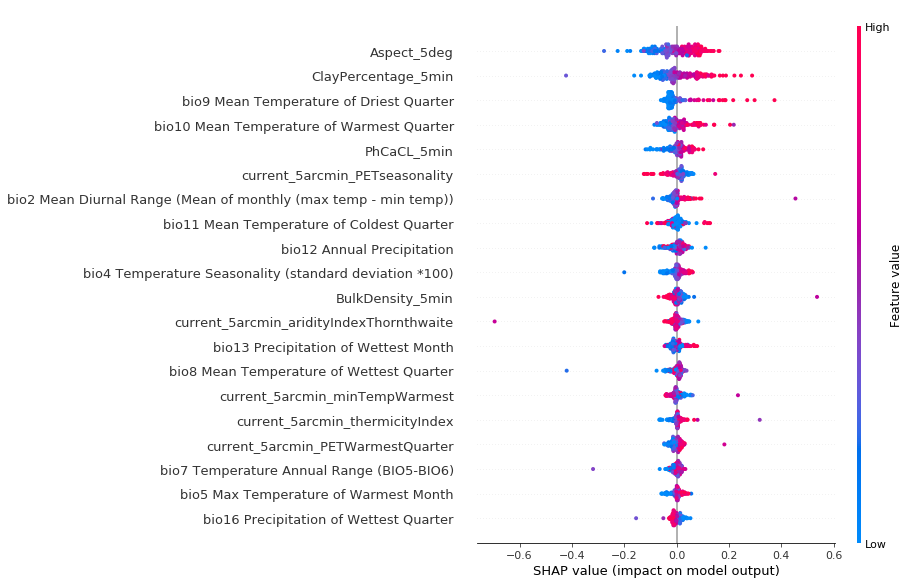 High
Aspect_5deg
ClayPercentage_5min
bio9 Mean Temperature of Driest Quarter
bio10 Mean Temperature of Warmest Quarter
PhCaCL_5min
current_5arcmin_PETseasonality
bio2 Mean Diurnal Range (Mean of monthly (max temp - min temp))
bio11 Mean Temperature of Coldest Quarter
bio12 Annual Precipitation
bio4 Temperature Seasonality (standard deviation *100)
BulkDensity_5min
current_5arcmin_aridityIndexThornthwaite
bio13 Precipitation of Wettest Month
bio8 Mean Temperature of Wettest Quarter
current_5arcmin_minTempWarmest
current_5arcmin_thermicityIndex
current_5arcmin_PETWarmestQuarter
bio7 Temperature Annual Range (BIO5-BIO6)
bio5 Max Temperature of Warmest Month
bio16 Precipitation of Wettest Quarter
Feature value
Low
−0.6 −0.4 −0.2 0.0 0.2 0.4 0.6
SHAP value (impact on model output)